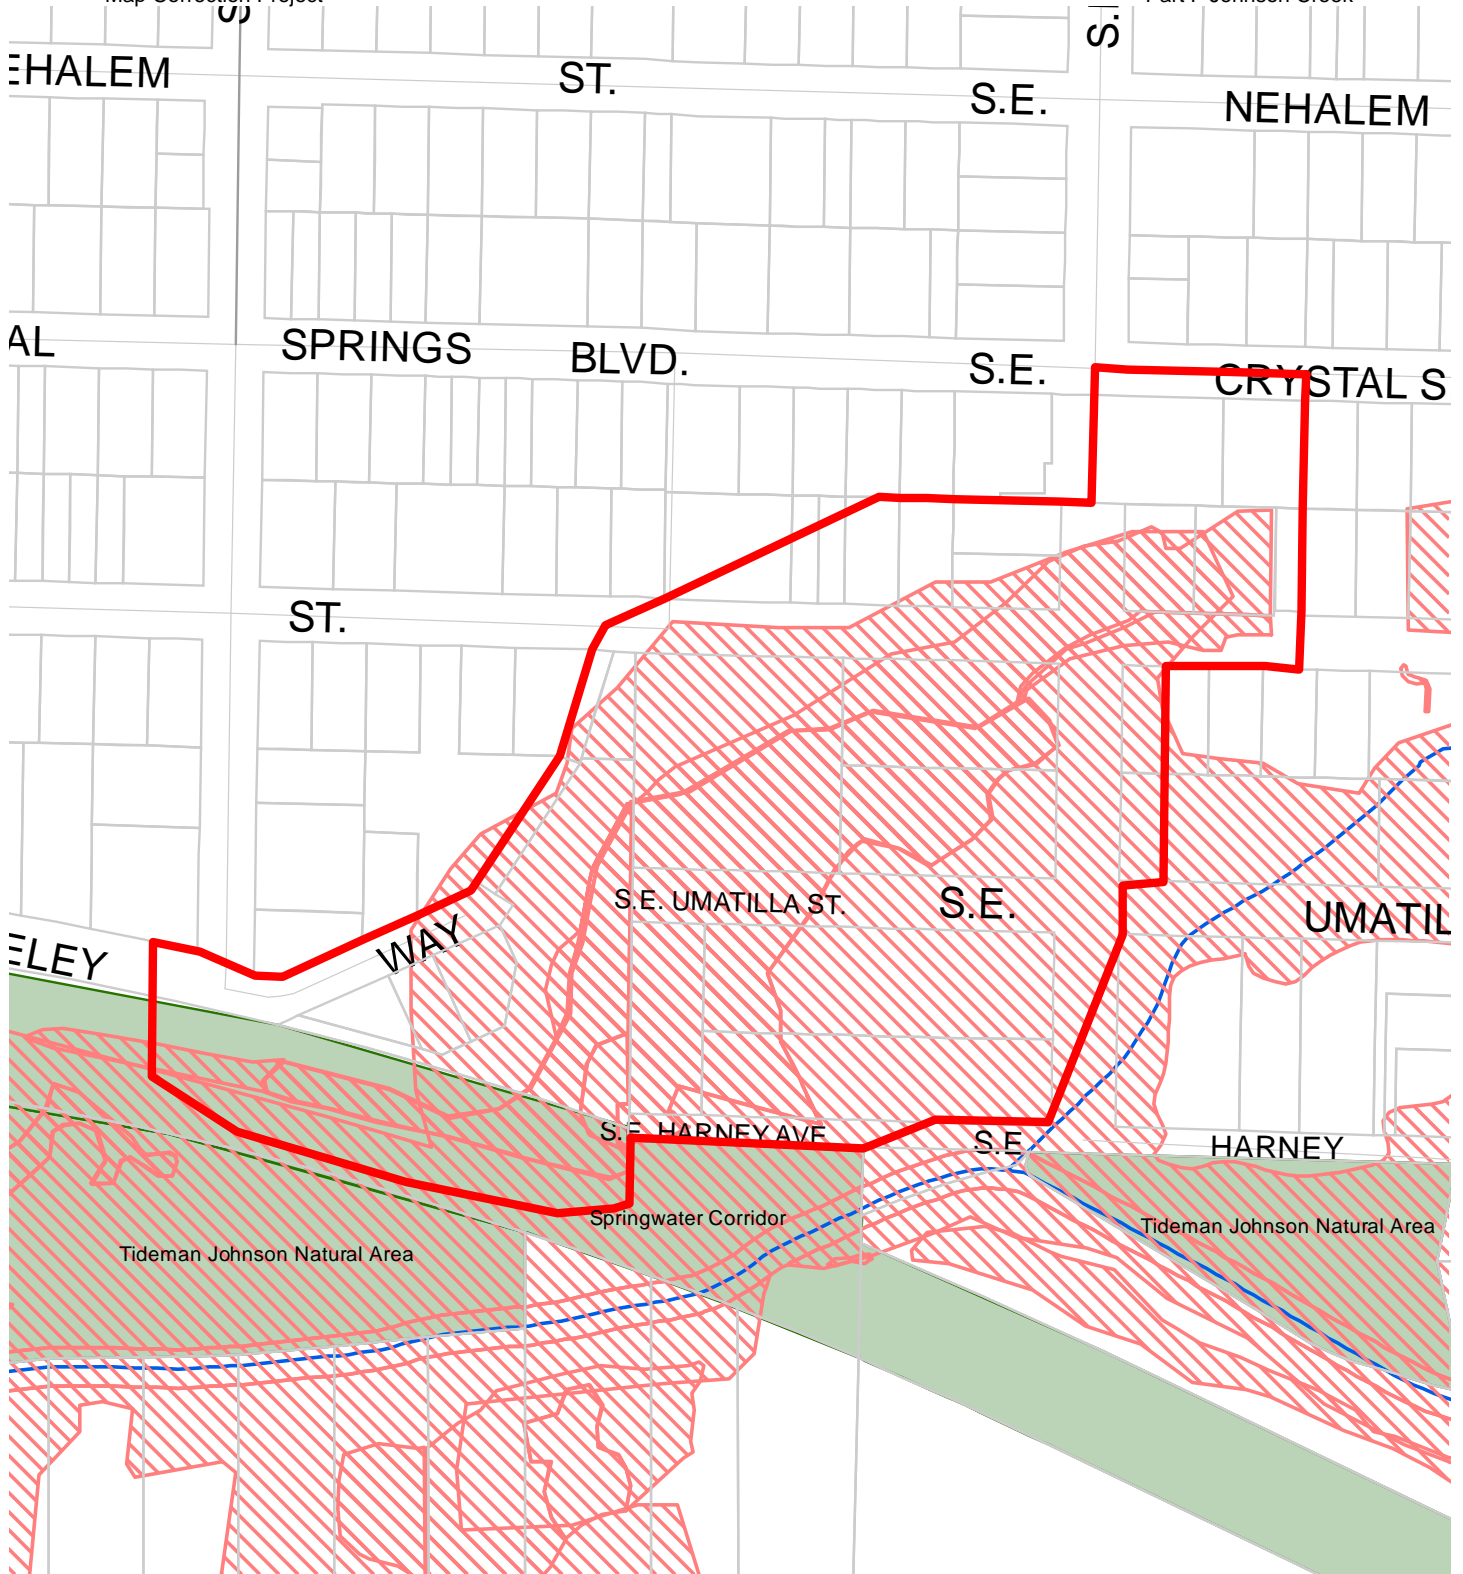 S
EHALEM
ST.
S.E.
NEHALEM
AL
SPRINGS
BLVD.
S.E.
CRYSTAL S
ST.
S.E. UMATILLA ST.
S.E.
UMATIL
ELEY
WAY
S.E. HARNEY AVE
S.E
HARNEY
Springwater Corridor
Tideman Johnson Natural Area
Tideman Johnson Natural Area